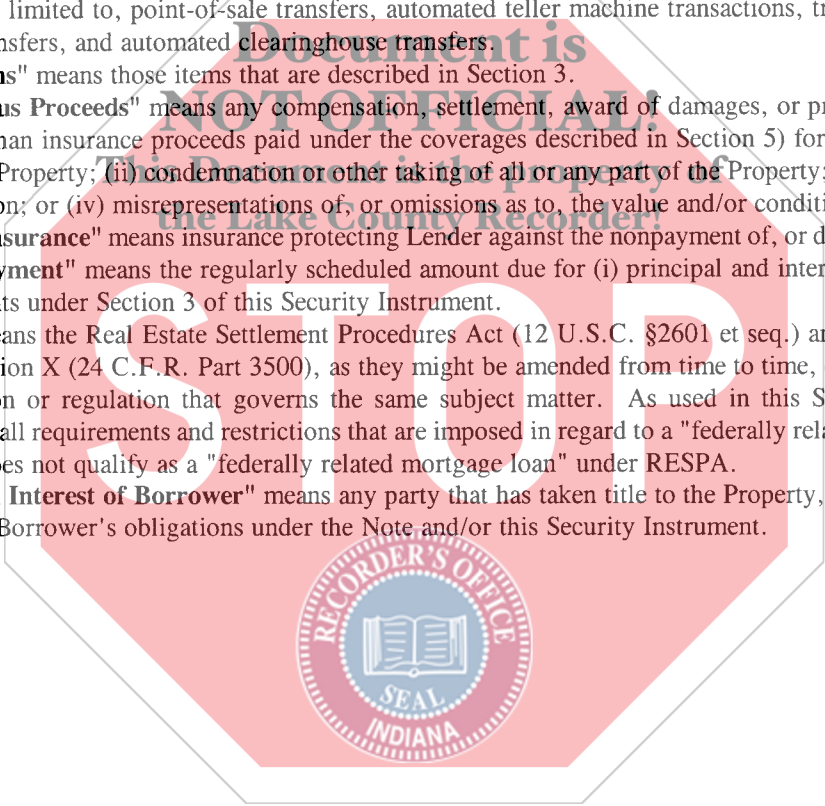 limited to, point-of-sale transfers, automated teller machine transactions, tr
nsfers, and automated clearinghouse transfers.
Document is
ns" means those items that are described in Section 3.
us Proceeds" means any compensation, settlement, award of damages, or pr
NOT OFFICIAL!
han insurance proceeds paid under the coverages described in Section 5) for
Property; (ii) condemnation or other taking of all or any part of the Property;
This Document is the property of
on; or (iv) misrepresentations of, or omissions as to, the value and/or conditi
the Lake County Recorder!
nsurance" means insurance protecting Lender against the nonpayment of, or d
yment" means the regularly scheduled amount due for (i) principal and inter
ts under Section 3 of this Security Instrument.
STOP
eans the Real Estate Settlement Procedures Act (12 U.S.C. §2601 et seq.) an
ion X (24 C.F.R. Part 3500), as they might be amended from time to time,
n or regulation that governs the same subject matter. As used in this S
all requirements and restrictions that are imposed in regard to a "federally rela
es not qualify as a "federally related mortgage loan" under RESPA.
Interest of Borrower" means any party that has taken title to the Property,
Borrower's obligations under the Note and/or this Security Instrument.
RECORDER'S OFFICE
SEAL
INDIANA